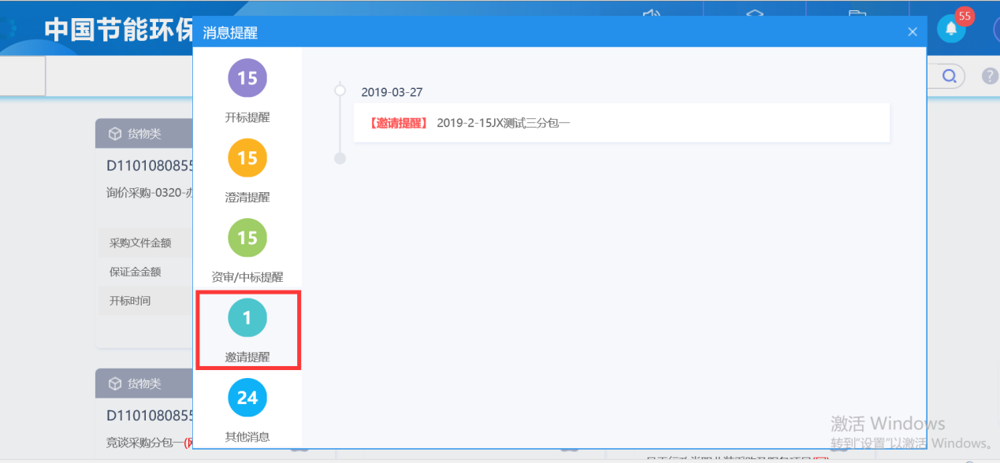 中国节能环保
消息提醒
55
15
开标提醒
15
澄清提醒
15
资审/中标提醒
1
邀请提醒
24
其他消息
2019-03-27
【邀请提醒】 2019-2-15JX测试三分包一
?
货物类
D1101080855
询价采购-0320-办
采购文件金额
保证金金额
开标时间
货物类
D1101080855
竞谈采购分包一(网
激活 Windows
转到"设置"以激活 Windows。